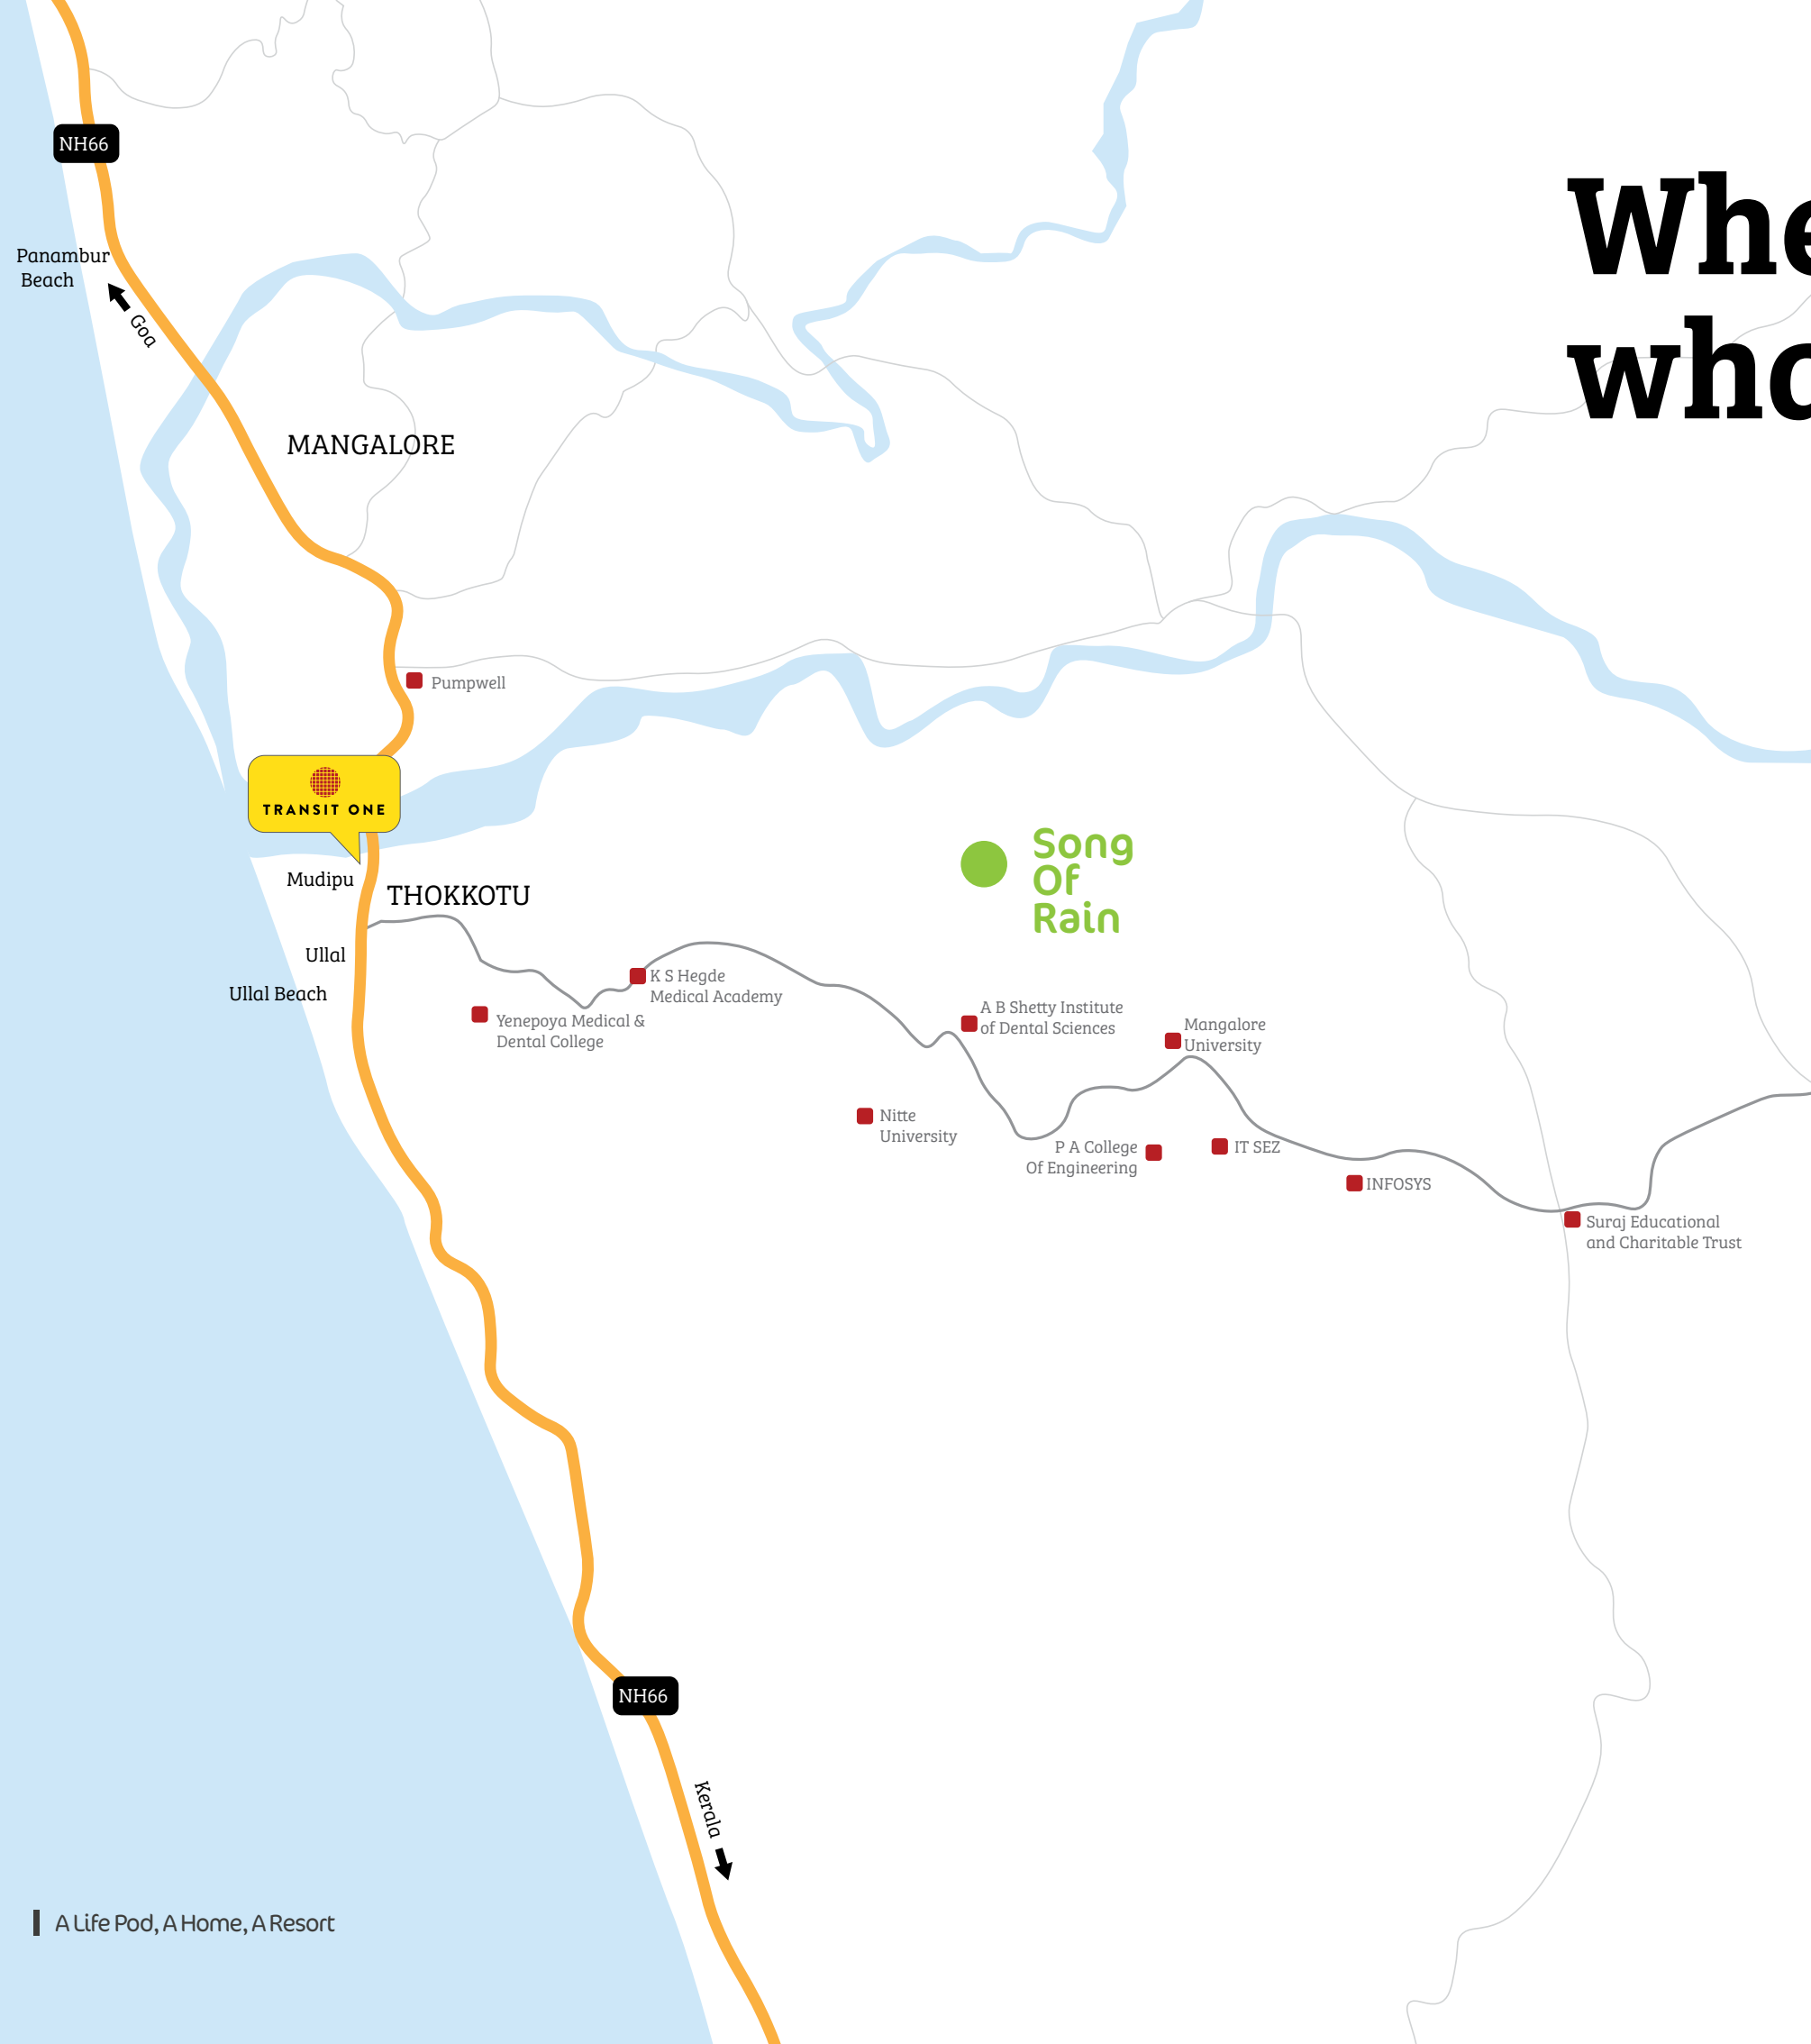 NH66
Whe
who
Panambur
Beach
Goa
MANGALORE
Pumpwell
TRANSIT ONE
Song
Of
Rain
Mudipu
THOKKOTU
Ullal
Ullal Beach
K S Hegde
Medical Academy
Yenepoya Medical &
Dental College
A B Shetty Institute
of Dental Sciences
Mangalore
University
Nitte
University
P A College
Of Engineering
IT SEZ
INFOSYS
Suraj Educational
and Charitable Trust
NH66
Kerala
A Life Pod, A Home, A Resort